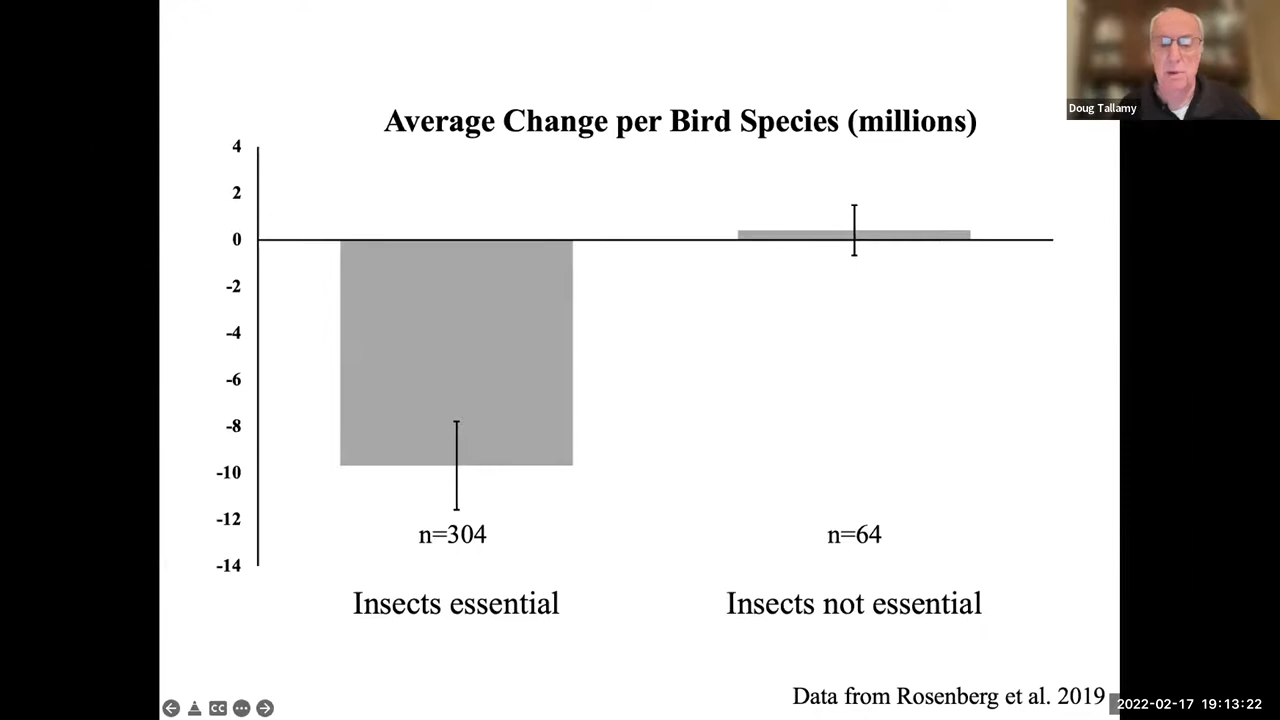 Doug Tallamy
Average Change per Bird Species (millions)
4
2
0
-2
-4
-6
-8
-10
-12
-14
n=304
n=64
Insects essential
Insects not essential
Data from Rosenberg et al. 2019
CC
2022-02-17 19:13:22